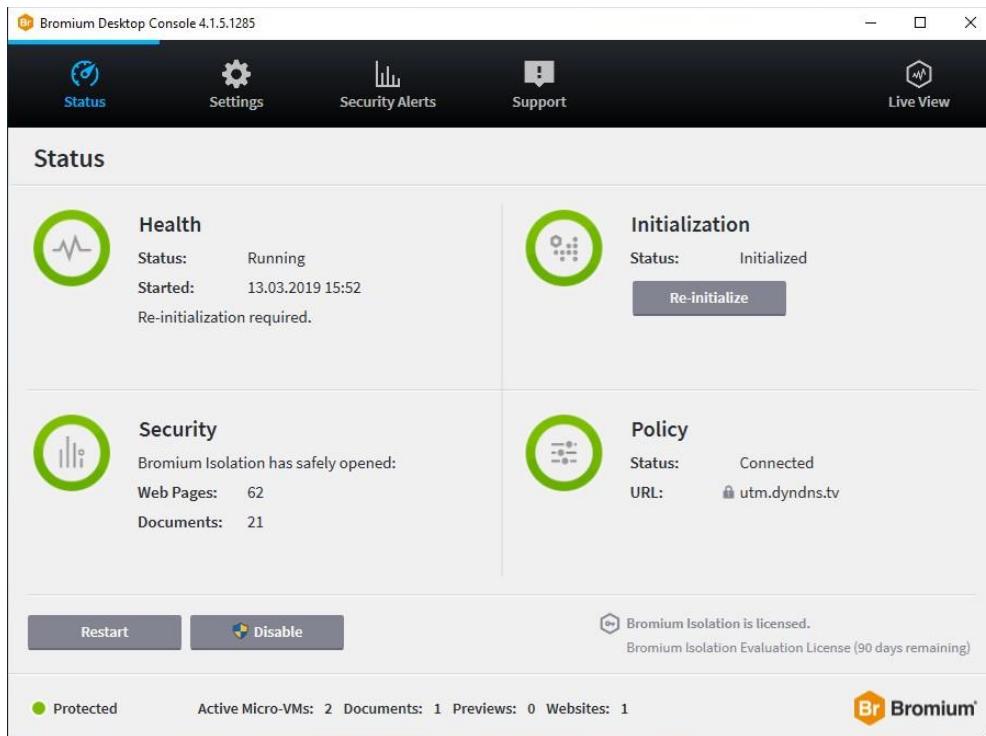 Br Bromium Desktop Console 4.1.5.1285
Status
Settings
Security Alerts
Support
Live View
Status
Health
Status: Running
Started: 13.03.2019 15:52
Re-initialization required.
Initialization
Status: Initialized
Re-initialize
Security
Bromium Isolation has safely opened:
Web Pages: 62
Documents: 21
Policy
Status: Connected
URL: utm.dyndns.tv
Restart
Disable
Bromium Isolation is licensed.
Bromium Isolation Evaluation License (90 days remaining)
Protected
Active Micro-VMs: 2 Documents: 1 Previews: 0 Websites: 1
Br Bromium